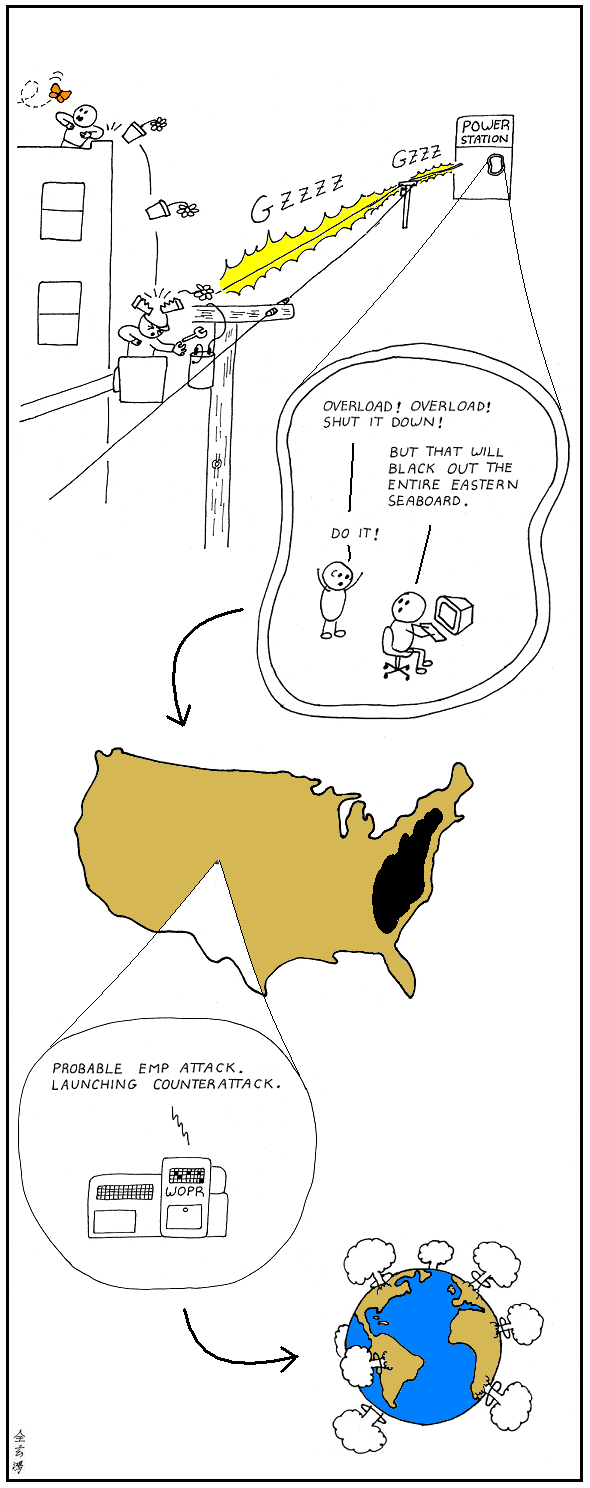 POWER
STATION
GZZZ
GZZZZ
OVERLOAD! OVERLOAD!
SHUT IT DOWN!
BUT THAT WILL
BLACK OUT THE
ENTIRE EASTERN
SEABOARD.
DO IT!
PROBABLE EMP ATTACK.
LAUNCHING COUNTERATTACK.
WOPR